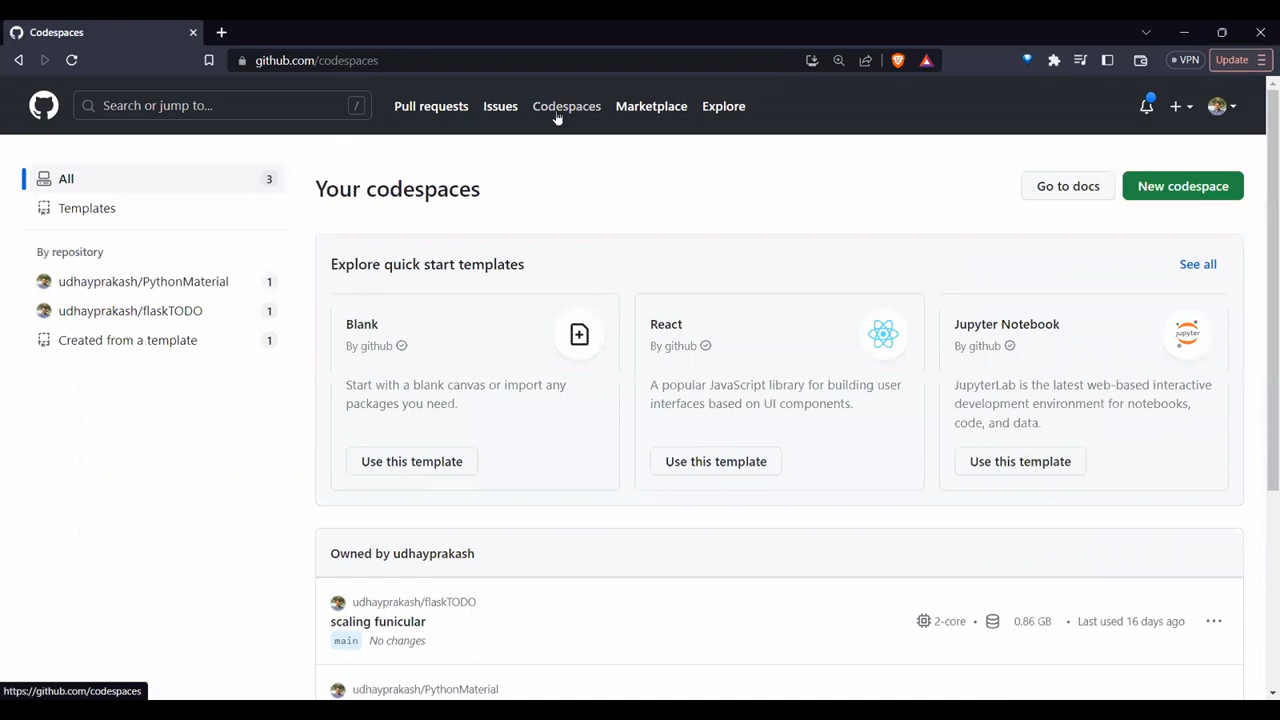 Codespaces
github.com/codespaces
VPN
Update
Search or jump to...
/
Pull requests
Issues
Codespaces
Marketplace
Explore
All
3
Templates
By repository
udhayprakash/PythonMaterial
1
udhayprakash/flaskTODO
1
Created from a template
1
Your codespaces
Go to docs
New codespace
Explore quick start templates
See all
Blank
By github
Start with a blank canvas or import any
packages you need.
Use this template
React
By github
A popular JavaScript library for building user
interfaces based on UI components.
Use this template
Jupyter Notebook
By github
jupyter
JupyterLab is the latest web-based interactive
development environment for notebooks,
code, and data.
Use this template
Owned by udhayprakash
udhayprakash/flaskTODO
scaling funicular
main No changes
2-core • 0.86 GB • Last used 16 days ago
udhayprakash/PythonMaterial
https://github.com/codespaces